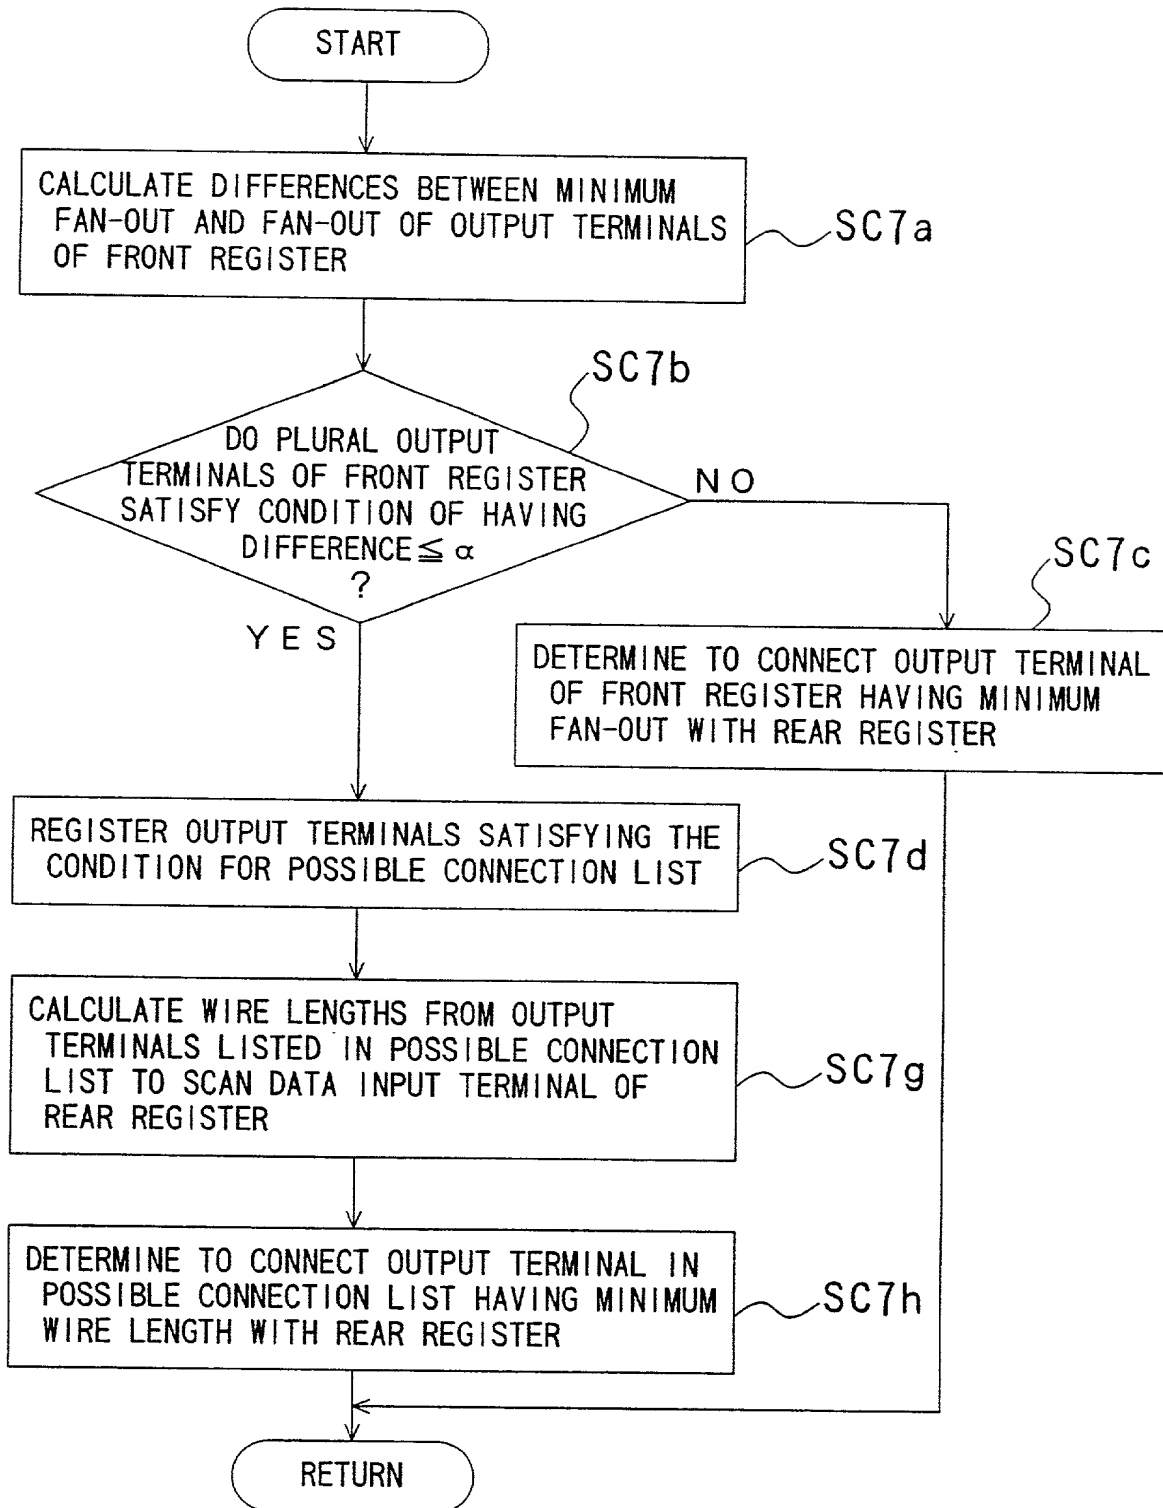 START
CALCULATE DIFFERENCES BETWEEN MINIMUM
FAN-OUT AND FAN-OUT OF OUTPUT TERMINALS
OF FRONT REGISTER
SC7a
SC7b
DO PLURAL OUTPUT
TERMINALS OF FRONT REGISTER
SATISFY CONDITION OF HAVING
DIFFERENCE≦ α
?
NO
YES
SC7c
DETERMINE TO CONNECT OUTPUT TERMINAL
OF FRONT REGISTER HAVING MINIMUM
FAN-OUT WITH REAR REGISTER
REGISTER OUTPUT TERMINALS SATISFYING THE
CONDITION FOR POSSIBLE CONNECTION LIST
SC7d
CALCULATE WIRE LENGTHS FROM OUTPUT
TERMINALS LISTED IN POSSIBLE CONNECTION
LIST TO SCAN DATA INPUT TERMINAL OF
REAR REGISTER
SC7g
DETERMINE TO CONNECT OUTPUT TERMINAL IN
POSSIBLE CONNECTION LIST HAVING MINIMUM
WIRE LENGTH WITH REAR REGISTER
SC7h
RETURN